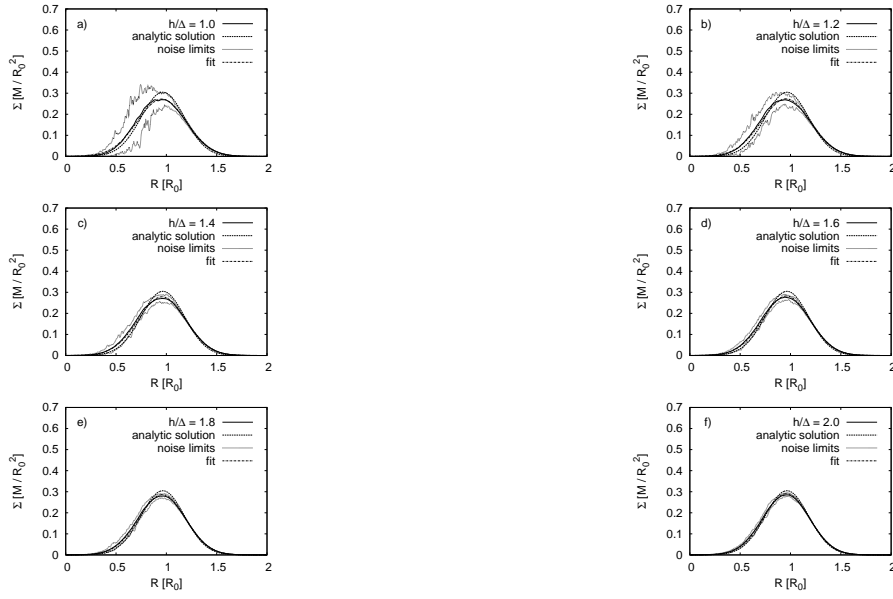 a)
h/Δ = 1.0
analytic solution
noise limits
fit
Σ [M / R₀²]
0.7
0.6
0.5
0.4
0.3
0.2
0.1
0
0 0.5 1 1.5 2
R [R₀]
b)
h/Δ = 1.2
analytic solution
noise limits
fit
Σ [M / R₀²]
0.7
0.6
0.5
0.4
0.3
0.2
0.1
0
0 0.5 1 1.5 2
R [R₀]
c)
h/Δ = 1.4
analytic solution
noise limits
fit
Σ [M / R₀²]
0.7
0.6
0.5
0.4
0.3
0.2
0.1
0
0 0.5 1 1.5 2
R [R₀]
d)
h/Δ = 1.6
analytic solution
noise limits
fit
Σ [M / R₀²]
0.7
0.6
0.5
0.4
0.3
0.2
0.1
0
0 0.5 1 1.5 2
R [R₀]
e)
h/Δ = 1.8
analytic solution
noise limits
fit
Σ [M / R₀²]
0.7
0.6
0.5
0.4
0.3
0.2
0.1
0
0 0.5 1 1.5 2
R [R₀]
f)
h/Δ = 2.0
analytic solution
noise limits
fit
Σ [M / R₀²]
0.7
0.6
0.5
0.4
0.3
0.2
0.1
0
0 0.5 1 1.5 2
R [R₀]